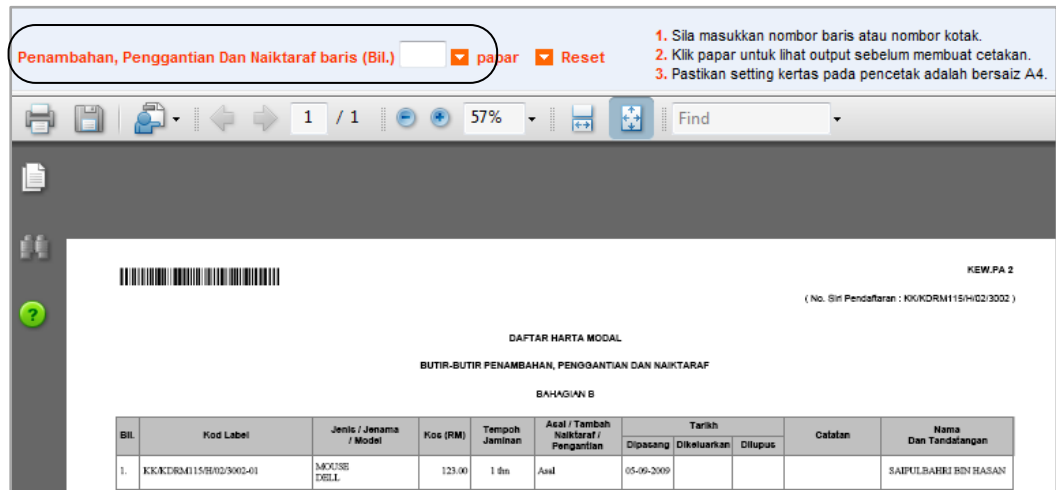 Penambahan, Penggantian Dan Naiktaraf baris (Bil.) papar Reset
1. Sila masukkan nombor baris atau nombor kotak.
2. Klik papar untuk lihat output sebelum membuat cetakan.
3. Pastikan setting kertas pada pencetak adalah bersaiz A4.
1 / 1 57% Find
KEW.PA 2
( No. Siri Pendaftaran : KK/KDRM115/H/02/3002 )
DAFTAR HARTA MODAL
BUTIR-BUTIR PENAMBAHAN, PENGGANTIAN DAN NAIKTARAF
BAHAGIAN B
Bil. Kod Label Jenis / Jenama / Model Kos (RM) Tempoh Jaminan Asal / Tambah Naiktaraf / Pengantian Tarikh Dipasang Dikeluarkan Dilupus Catatan Nama Dan Tandatangan
1. KK/KDRM115/H/02/3002-01 MOUSE DELL 123.00 1 thn Asal 05-09-2009 SAIPULBAHRI BIN HASAN